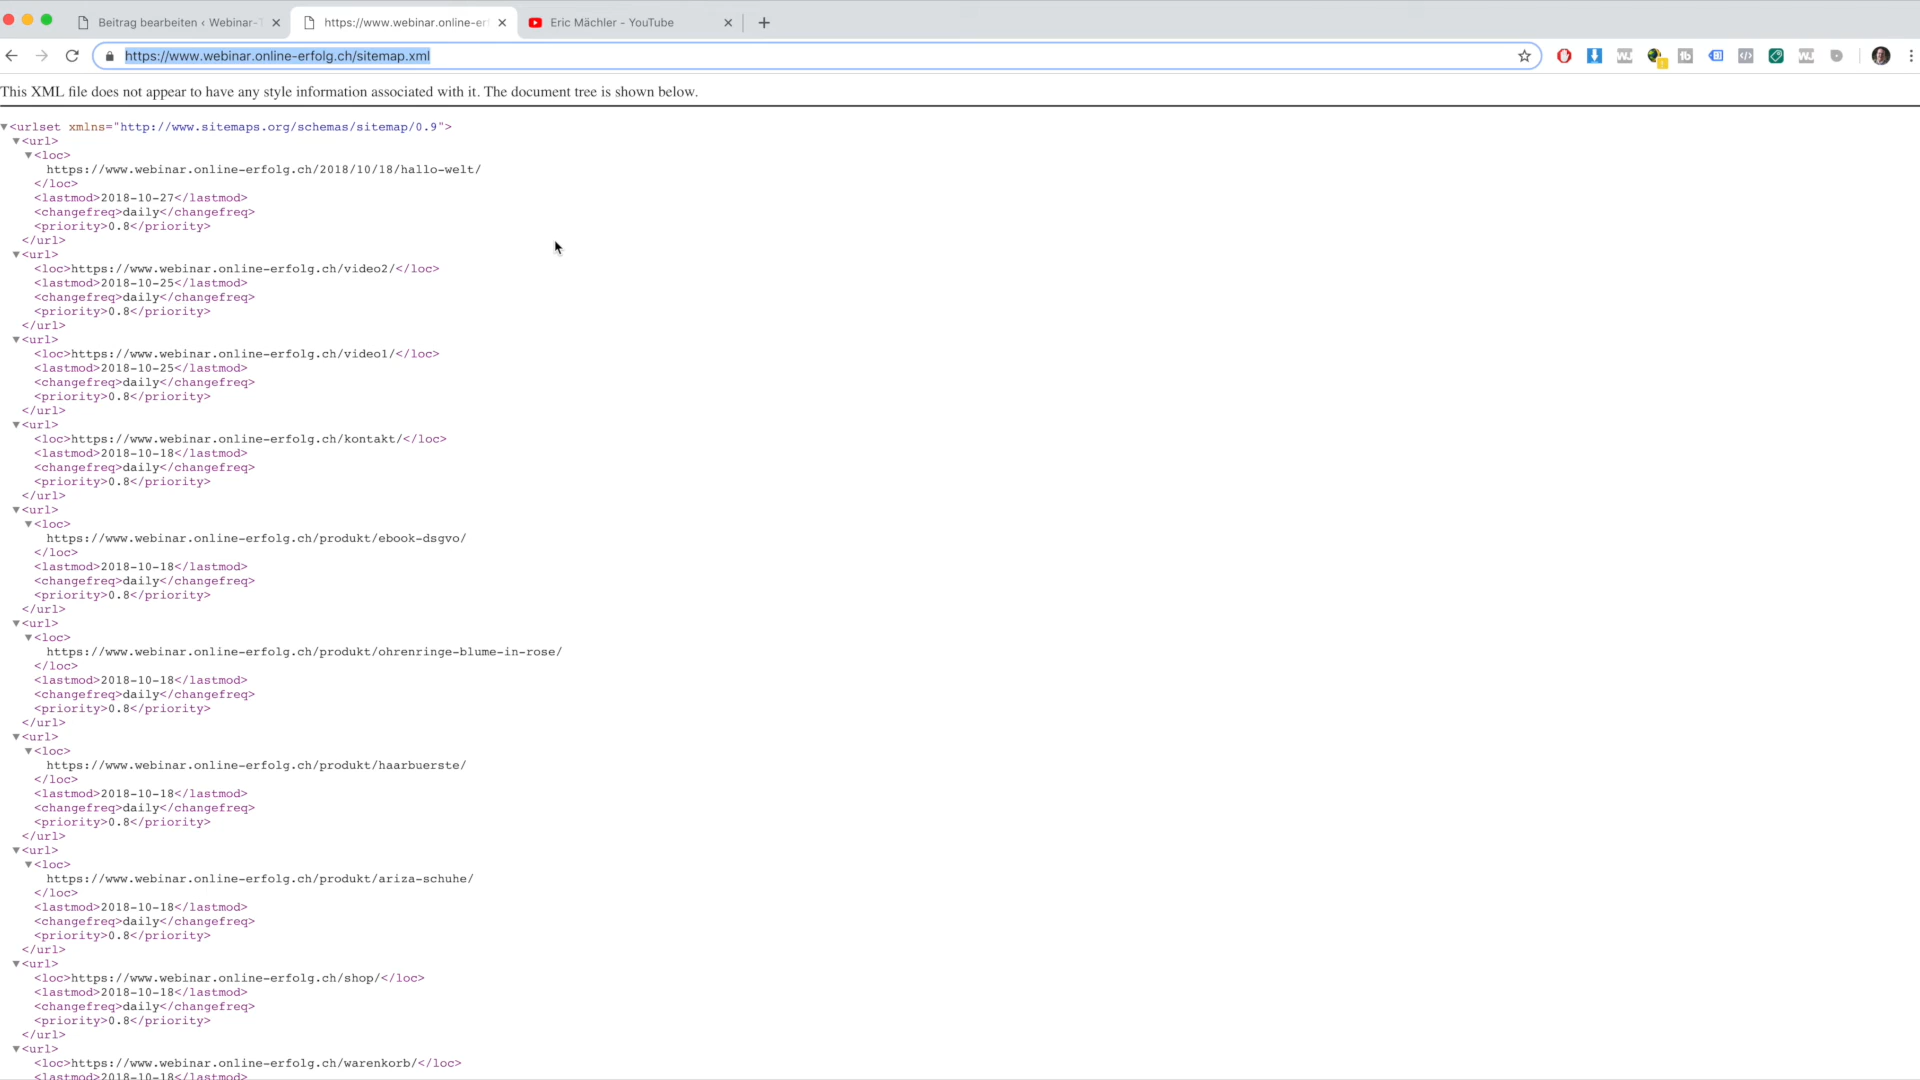 Beitrag bearbeiten ‹ Webinar-
https://www.webinar.online-er
Eric Mächler - YouTube
https://www.webinar.online-erfolg.ch/sitemap.xml
This XML file does not appear to have any style information associated with it. The document tree is shown below.
<urlset xmlns="http://www.sitemaps.org/schemas/sitemap/0.9">
<url>
<loc>
https://www.webinar.online-erfolg.ch/2018/10/18/hallo-welt/
</loc>
<lastmod>2018-10-27</lastmod>
<changefreq>daily</changefreq>
<priority>0.8</priority>
</url>
<url>
<loc>https://www.webinar.online-erfolg.ch/video2/</loc>
<lastmod>2018-10-25</lastmod>
<changefreq>daily</changefreq>
<priority>0.8</priority>
</url>
<url>
<loc>https://www.webinar.online-erfolg.ch/video1/</loc>
<lastmod>2018-10-25</lastmod>
<changefreq>daily</changefreq>
<priority>0.8</priority>
</url>
<url>
<loc>https://www.webinar.online-erfolg.ch/kontakt/</loc>
<lastmod>2018-10-18</lastmod>
<changefreq>daily</changefreq>
<priority>0.8</priority>
</url>
<url>
<loc>
https://www.webinar.online-erfolg.ch/produkt/ebook-dsgvo/
</loc>
<lastmod>2018-10-18</lastmod>
<changefreq>daily</changefreq>
<priority>0.8</priority>
</url>
<url>
<loc>
https://www.webinar.online-erfolg.ch/produkt/ohrenringe-blume-in-rose/
</loc>
<lastmod>2018-10-18</lastmod>
<changefreq>daily</changefreq>
<priority>0.8</priority>
</url>
<url>
<loc>
https://www.webinar.online-erfolg.ch/produkt/haarbuerste/
</loc>
<lastmod>2018-10-18</lastmod>
<changefreq>daily</changefreq>
<priority>0.8</priority>
</url>
<url>
<loc>
https://www.webinar.online-erfolg.ch/produkt/ariza-schuhe/
</loc>
<lastmod>2018-10-18</lastmod>
<changefreq>daily</changefreq>
<priority>0.8</priority>
</url>
<url>
<loc>https://www.webinar.online-erfolg.ch/shop/</loc>
<lastmod>2018-10-18</lastmod>
<changefreq>daily</changefreq>
<priority>0.8</priority>
</url>
<url>
<loc>https://www.webinar.online-erfolg.ch/warenkorb/</loc>
<lastmod>2018-10-18</lastmod>